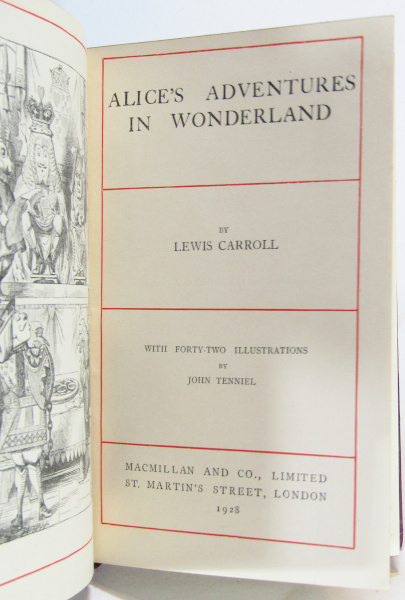 ALICE'S ADVENTURES
IN WONDERLAND
BY
LEWIS CARROLL
WITH FORTY-TWO ILLUSTRATIONS
BY
JOHN TENNIEL
MACMILLAN AND CO., LIMITED
ST. MARTIN'S STREET, LONDON
1928